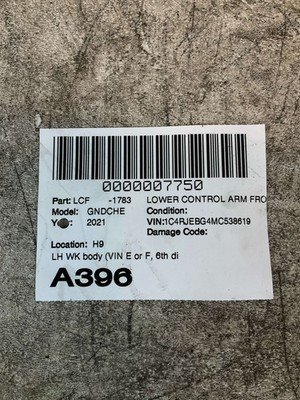 0000007750
Part: LCF -1783 LOWER CONTROL ARM FRO
Model: GNDCHE Condition:
2021 VIN:1C4RJEBG4MC538619
Damage Code:
Location: H9
LH WK body (VIN E or F, 6th di
A396